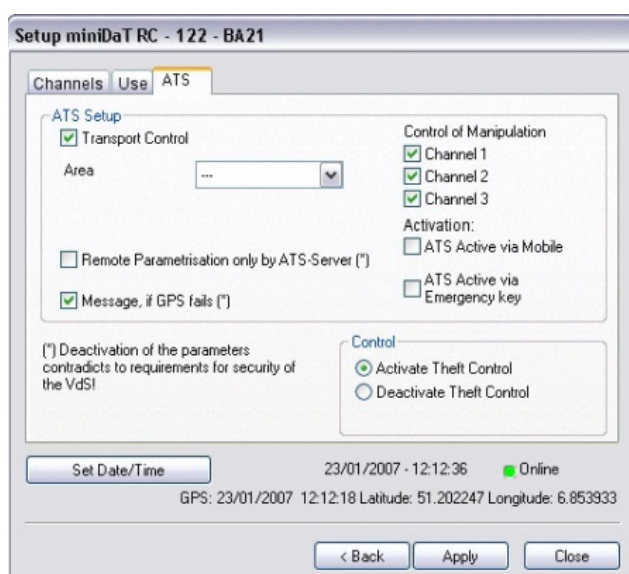 Setup miniDaT RC - 122 - BA21
Channels Use ATS
ATS Setup
Transport Control
Area ---
Remote Parametrisation only by ATS-Server (*)
Message, if GPS fails (*)
Control of Manipulation
Channel 1
Channel 2
Channel 3
Activation:
ATS Active via Mobile
ATS Active via
Emergency key
(*) Deactivation of the parameters
contradicts to requirements for security of
the VdS!
Control
Activate Theft Control
Deactivate Theft Control
Set Date/Time 23/01/2007 - 12:12:36 Online
GPS: 23/01/2007 12:12:18 Latitude: 51.202247 Longitude: 6.853933
< Back Apply Close